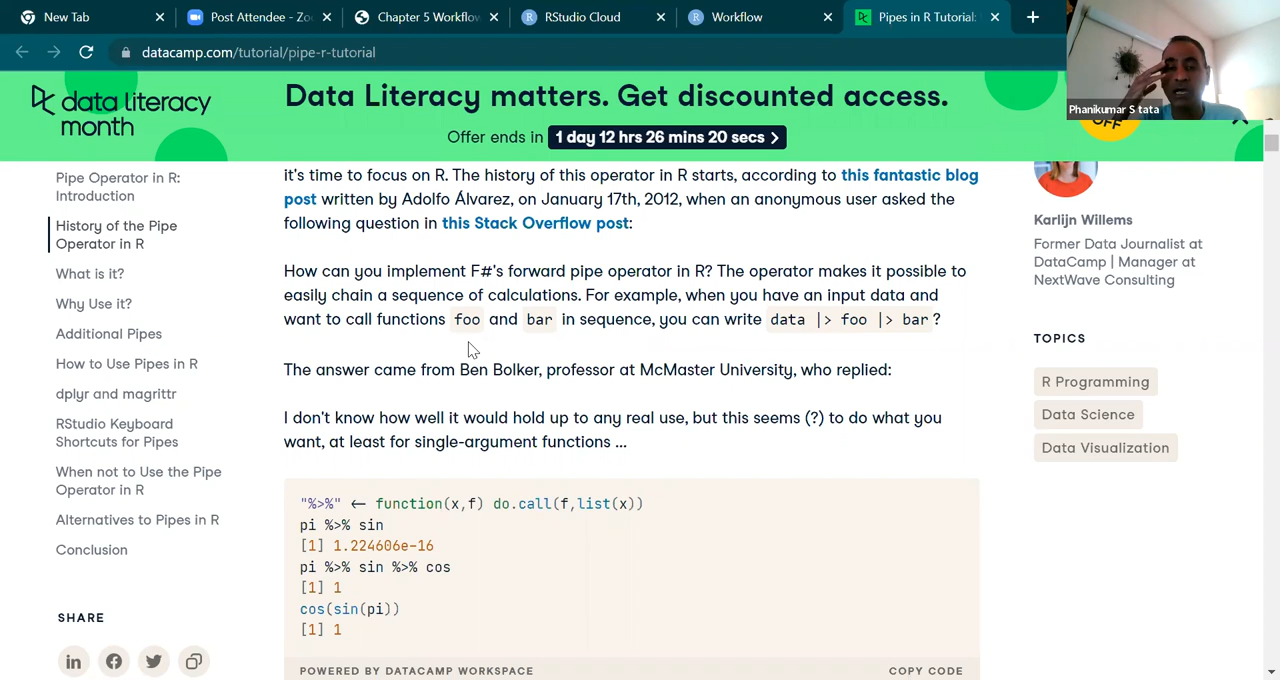 New Tab
Post Attendee - Zo
Chapter 5 Workflo
RStudio Cloud
Workflow
Pipes in R Tutorial:
datacamp.com/tutorial/pipe-r-tutorial
Phanikumar S tata
data literacy
month
Data Literacy matters. Get discounted access.
Offer ends in 1 day 12 hrs 26 mins 20 secs
OFF
Pipe Operator in R:
Introduction
History of the Pipe
Operator in R
What is it?
Why Use it?
Additional Pipes
How to Use Pipes in R
dplyr and magrittr
RStudio Keyboard
Shortcuts for Pipes
When not to Use the Pipe
Operator in R
Alternatives to Pipes in R
Conclusion
SHARE
it's time to focus on R. The history of this operator in R starts, according to this fantastic blog
post written by Adolfo Álvarez, on January 17th, 2012, when an anonymous user asked the
following question in this Stack Overflow post:
How can you implement F#'s forward pipe operator in R? The operator makes it possible to
easily chain a sequence of calculations. For example, when you have an input data and
want to call functions foo and bar in sequence, you can write data |> foo |> bar ?
The answer came from Ben Bolker, professor at McMaster University, who replied:
I don't know how well it would hold up to any real use, but this seems (?) to do what you
want, at least for single-argument functions ...
"%>%" <- function(x,f) do.call(f,list(x))
pi %>% sin
[1] 1.224606e-16
pi %>% sin %>% cos
[1] 1
cos(sin(pi))
[1] 1
POWERED BY DATACAMP WORKSPACE
COPY CODE
Karlijn Willems
Former Data Journalist at
DataCamp | Manager at
NextWave Consulting
TOPICS
R Programming
Data Science
Data Visualization